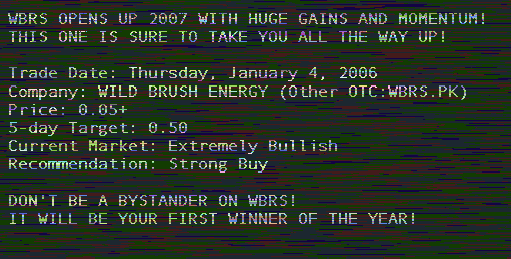 WBRS OPENS UP 2007 WITH HUGE GAINS AND MOMENTUM!
THIS ONE IS SURE TO TAKE YOU ALL THE WAY UP!
Trade Date: Thursday, January 4, 2006
Company: WILD BRUSH ENERGY (Other OTC:WBRS.PK)
Price: 0.05+
5-day Target: 0.50
Current Market: Extremely Bullish
Recommendation: Strong Buy
DON'T BE A BYSTANDER ON WBRS!
IT WILL BE YOUR FIRST WINNER OF THE YEAR!